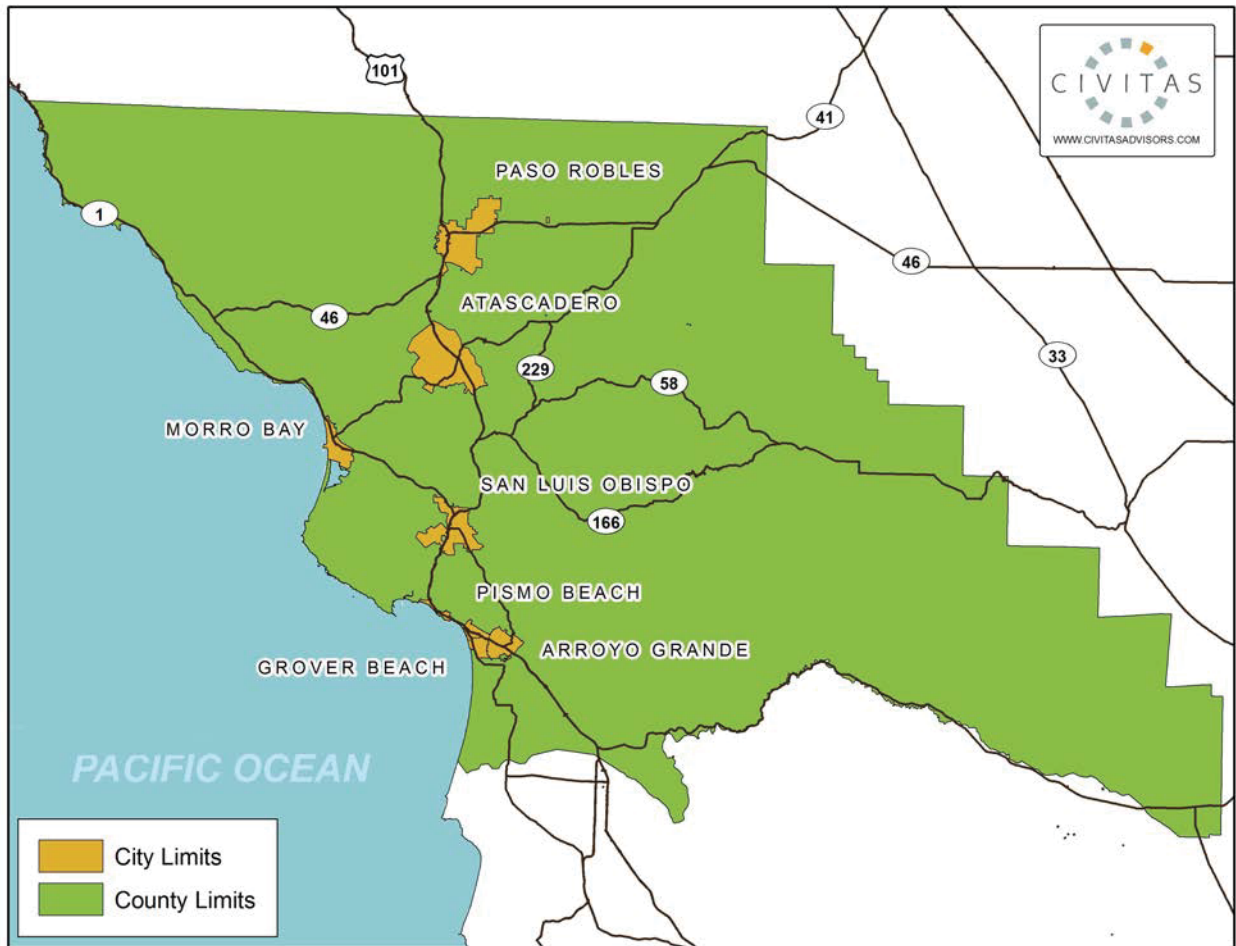 101
CIVITAS
WWW.CIVITASADVISORS.COM
41
PASO ROBLES
1
46
46
ATASCADERO
33
229
58
MORRO BAY
SAN LUIS OBISPO
166
PISMO BEACH
ARROYO GRANDE
GROVER BEACH
PACIFIC OCEAN
City Limits
County Limits